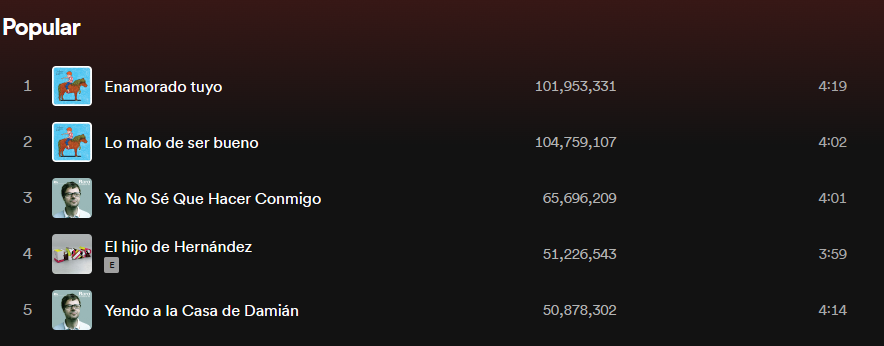 Popular
1 Enamorado tuyo 101,953,331 4:19
2 Lo malo de ser bueno 104,759,107 4:02
3 Ya No Sé Que Hacer Conmigo 65,696,209 4:01
4 El hijo de Hernández 51,226,543 3:59
E
5 Yendo a la Casa de Damián 50,878,302 4:14